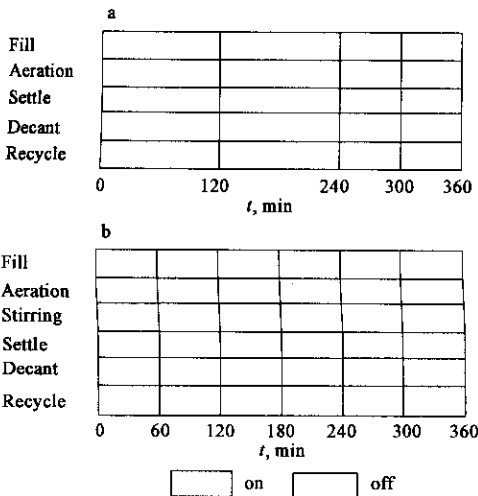 a
Fill
Aeration
Settle
Decant
Recycle
0 120 240 300 360
t, min
b
Fill
Aeration
Stirring
Settle
Decant
Recycle
0 60 120 180 240 300 360
t, min
on off